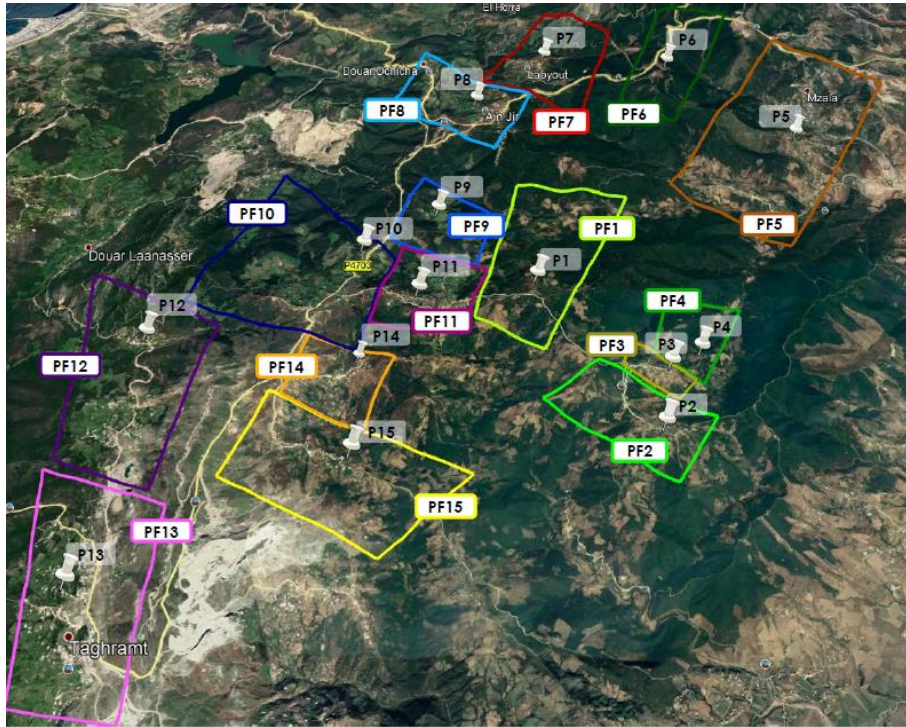 El Horra
P6
P7
Douar Dchicha
P8
Labyout
Mzala
PF8
Ain Jir
PF7
PF6
P5
P9
PF10
PF9
PF1
PF5
P10
Douar Laanasser
P4703
P11
P1
P12
PF11
PF4
P14
P4
PF3
P3
PF12
PF14
P2
P15
PF2
PF15
PF13
P13
Taghramt